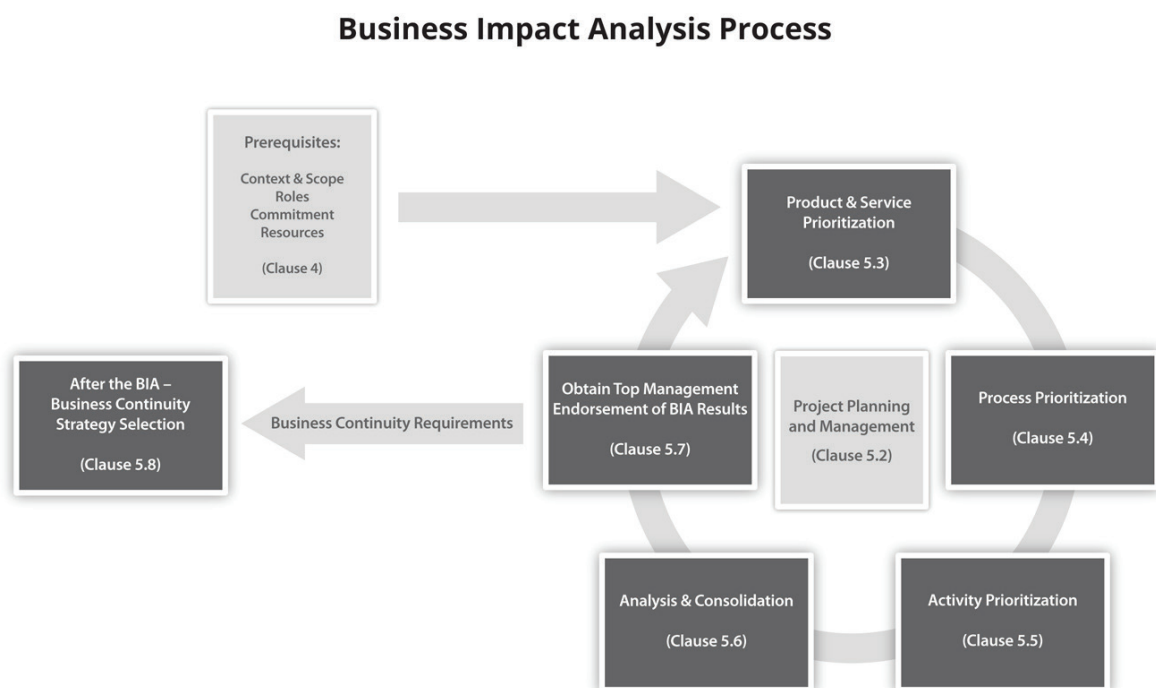 Business Impact Analysis Process
Prerequisites:
Context & Scope
Roles
Commitment
Resources
(Clause 4)
Product & Service
Prioritization
(Clause 5.3)
After the BIA –
Business Continuity
Strategy Selection
(Clause 5.8)
Business Continuity Requirements
Obtain Top Management
Endorsement of BIA Results
(Clause 5.7)
Project Planning
and Management
(Clause 5.2)
Process Prioritization
(Clause 5.4)
Analysis & Consolidation
(Clause 5.6)
Activity Prioritization
(Clause 5.5)